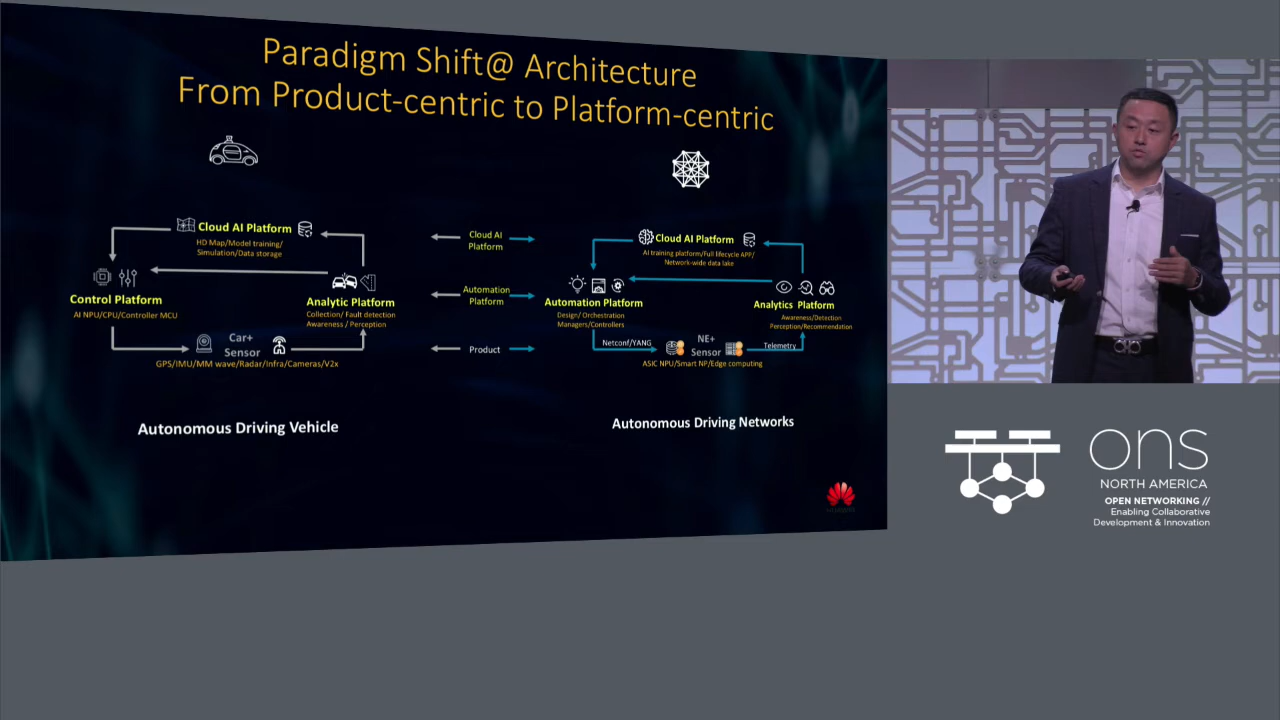 Paradigm Shift@ Architecture
From Product-centric to Platform-centric
Cloud AI Platform
HD Map/Model training/
Simulation/Data storage
Control Platform
AI NPU/CPU/Controller MCU
Analytic Platform
Collection/ Fault detection
Awareness / Perception
Car+
Sensor
GPS/IMU/MM wave/Radar/Infra/Cameras/V2x
Autonomous Driving Vehicle
Cloud AI
Platform
Automation
Platform
Product
Cloud AI Platform
AI training platform/Full lifecycle APP/
Network-wide data lake
Automation Platform
Design/ Orchestration
Managers/Controllers
Analytics Platform
Awareness/Detection
Perception/Recommendation
Netconf/YANG
NE+
Sensor
Telemetry
ASIC NPU/Smart NP/Edge computing
Autonomous Driving Networks
HUAWEI
ons
NORTH AMERICA
OPEN NETWORKING //
Enabling Collaborative
Development & Innovation